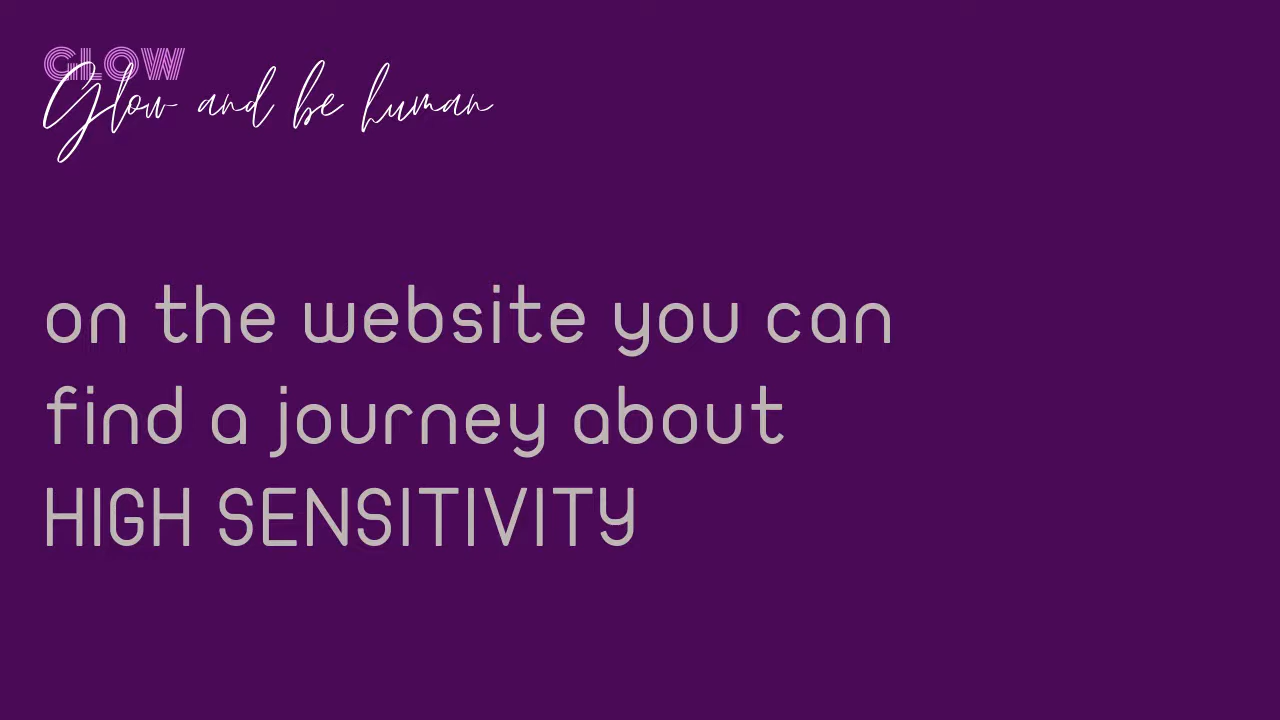 GLOW
Glow and be human
on the website you can
find a journey about
HIGH SENSITIVITY